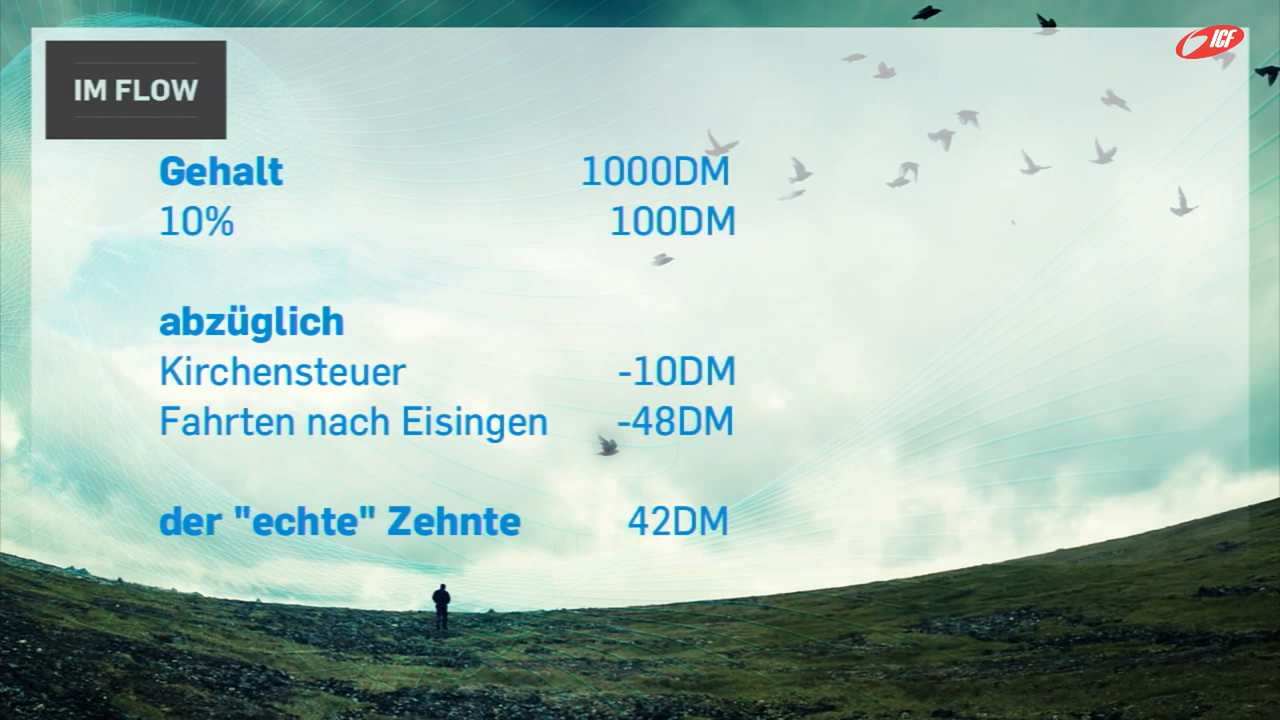 ICF
IM FLOW
Gehalt 1000DM
10% 100DM
abzüglich
Kirchensteuer -10DM
Fahrten nach Eisingen -48DM
der "echte" Zehnte 42DM